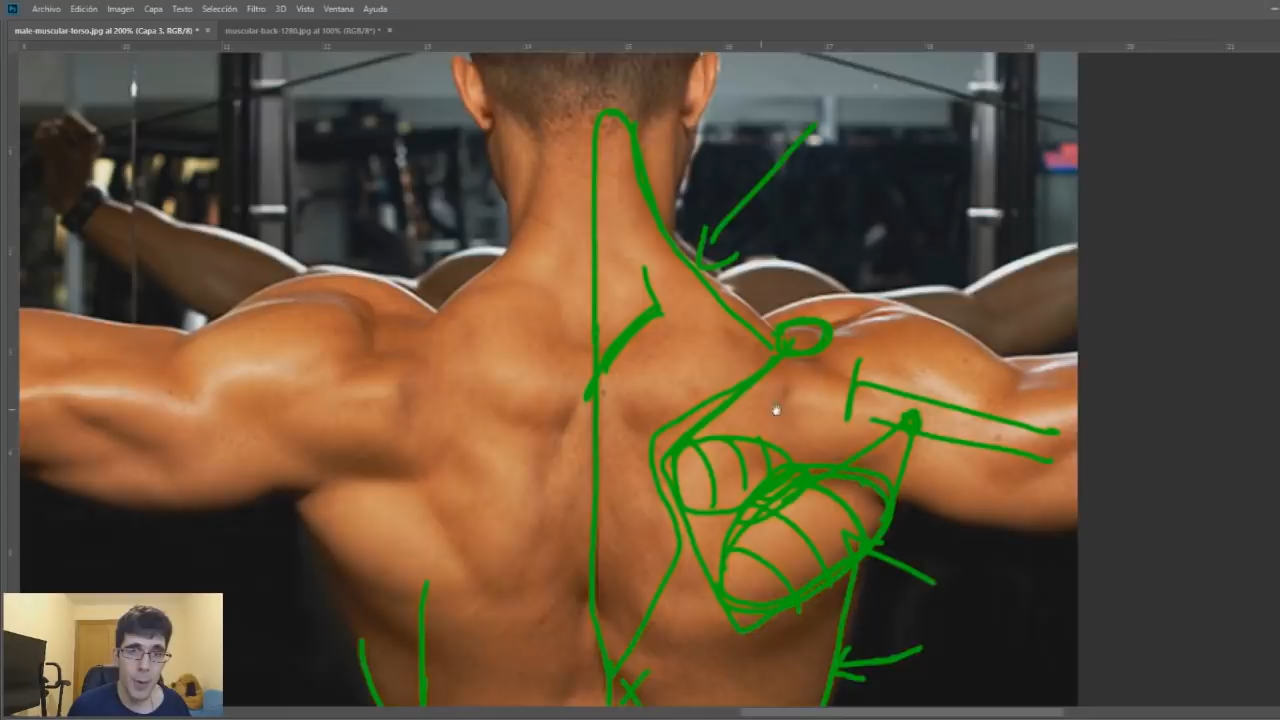 Archivo Edición Imagen Capa Texto Selección Filtro 3D Vista Ventana Ayuda
male-muscular-torso.jpg al 200% (Capa 3, RGB/8) * × muscular-back-1280.jpg al 100% (RGB/8*) * ×